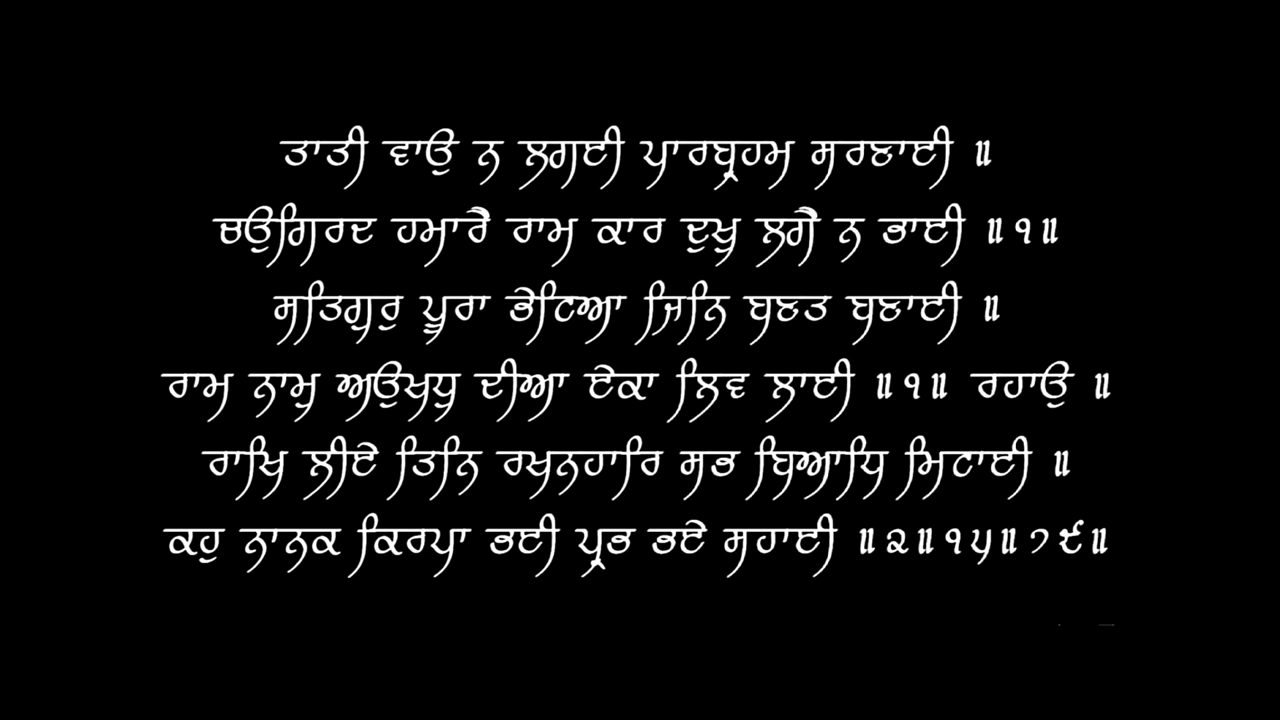 ਤਾਤੀ ਵਾਉ ਨ ਲਗਈ ਪਾਰਬ੍ਰਹਮ ਸਰਣਾਈ ॥
ਚਉਗਿਰਦ ਹਮਾਰੈ ਰਾਮ ਕਾਰ ਦੁਖੁ ਲਗੈ ਨ ਭਾਈ ॥੧॥
ਸਤਿਗੁਰੁ ਪੂਰਾ ਭੇਟਿਆ ਜਿਨਿ ਬਣਤ ਬਣਾਈ ॥
ਰਾਮ ਨਾਮੁ ਅਉਖਧੁ ਦੀਆ ਏਕਾ ਲਿਵ ਲਾਈ ॥੧॥ ਰਹਾਉ ॥
ਰਾਖਿ ਲੀਏ ਤਿਨਿ ਰਖਨਹਾਰਿ ਸਭ ਬਿਆਧਿ ਮਿਟਾਈ ॥
ਕਹੁ ਨਾਨਕ ਕਿਰਪਾ ਭਈ ਪ੍ਰਭ ਭਏ ਸਹਾਈ ॥੨॥੧੫॥੭੯॥